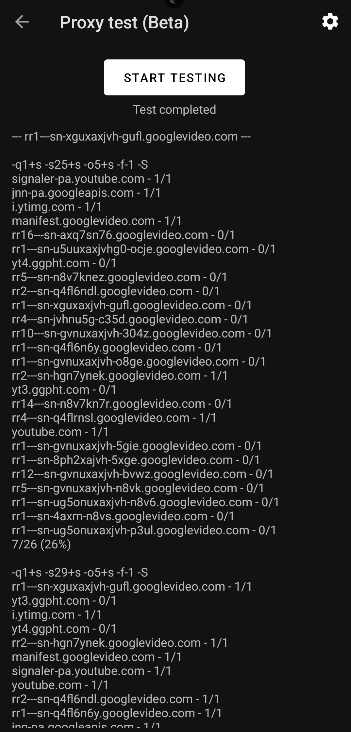 Proxy test (Beta)
START TESTING
Test completed
--- rr1---sn-xguxaxjvh-gufl.googlevideo.com ---
-q1+s -s25+s -o5+s -f-1 -S
signaler-pa.youtube.com - 1/1
jnn-pa.googleapis.com - 1/1
i.ytimg.com - 1/1
manifest.googlevideo.com - 1/1
rr16---sn-axq7sn76.googlevideo.com - 0/1
rr1---sn-u5uuxaxjvhg0-ocje.googlevideo.com - 0/1
yt4.ggpht.com - 0/1
rr5---sn-n8v7knez.googlevideo.com - 0/1
rr2---sn-q4fl6ndl.googlevideo.com - 0/1
rr1---sn-xguxaxjvh-gufl.googlevideo.com - 0/1
rr4---sn-jvhnu5g-c35d.googlevideo.com - 0/1
rr10---sn-gvnuxaxjvh-304z.googlevideo.com - 0/1
rr1---sn-q4fl6n6y.googlevideo.com - 0/1
rr1---sn-gvnuxaxjvh-o8ge.googlevideo.com - 0/1
rr2---sn-hgn7ynek.googlevideo.com - 1/1
yt3.ggpht.com - 0/1
rr14---sn-n8v7kn7r.googlevideo.com - 0/1
rr4---sn-q4flrnsl.googlevideo.com - 0/1
youtube.com - 1/1
rr1---sn-gvnuxaxjvh-5gie.googlevideo.com - 0/1
rr1---sn-8ph2xajvh-5xge.googlevideo.com - 0/1
rr12---sn-gvnuxaxjvh-bvwz.googlevideo.com - 0/1
rr5---sn-gvnuxaxjvh-n8vk.googlevideo.com - 0/1
rr1---sn-ug5onuxaxjvh-n8v6.googlevideo.com - 0/1
rr1---sn-4axm-n8vs.googlevideo.com - 0/1
rr1---sn-ug5onuxaxjvh-p3ul.googlevideo.com - 0/1
7/26 (26%)
-q1+s -s29+s -o5+s -f-1 -S
rr1---sn-xguxaxjvh-gufl.googlevideo.com - 1/1
yt3.ggpht.com - 0/1
i.ytimg.com - 1/1
yt4.ggpht.com - 0/1
rr2---sn-hgn7ynek.googlevideo.com - 1/1
manifest.googlevideo.com - 1/1
signaler-pa.youtube.com - 1/1
youtube.com - 1/1
rr2---sn-q4fl6ndl.googlevideo.com - 0/1
rr1---sn-q4fl6n6y.googlevideo.com - 1/1
jnn-pa.googleapis.com - 1/1